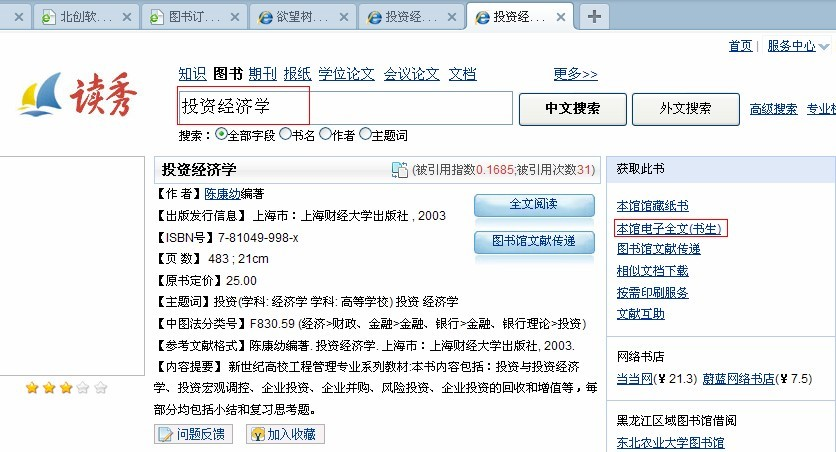 北创软...
图书订...
欲望树...
投资经...
投资经...
首页 | 服务中心
读秀
知识 图书 期刊 报纸 学位论文 会议论文 文档 更多>>
投资经济学
中文搜索
外文搜索
高级搜索 专业
搜索：全部字段 书名 作者 主题词
投资经济学
(被引用指数0.1685;被引用次数31)
【作 者】陈康幼编著
【出版发行信息】 上海市：上海财经大学出版社 , 2003
【ISBN号】7-81049-998-x
【页 数】 483 ; 21cm
【原书定价】25.00
【主题词】投资(学科: 经济学 学科: 高等学校) 投资 经济学
【中图法分类号】F830.59 (经济>财政、金融>金融、银行>金融、银行理论>投资)
【参考文献格式】陈康幼编著. 投资经济学. 上海市：上海财经大学出版社, 2003.
【内容提要】 新世纪高校工程管理专业系列教材:本书内容包括：投资与投资经济
学、投资宏观调控、企业投资、企业并购、风险投资、企业投资的回收和增值等，每
部分均包括小结和复习思考题。
全文阅读
图书馆文献传递
问题反馈
加入收藏
获取此书
本馆馆藏纸书
本馆电子全文(书生)
图书馆文献传递
相似文档下载
按需印刷服务
文献互助
网络书店
当当网(￥21.3) 蔚蓝网络书店(￥7.5)
黑龙江区域图书馆借阅
东北农业大学图书馆